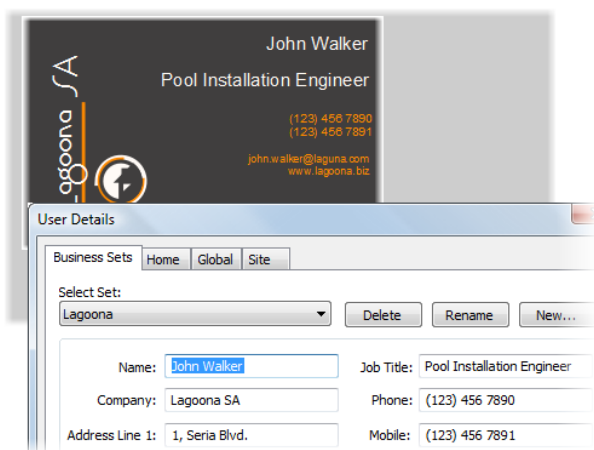 John Walker
Pool Installation Engineer
(123) 456 7890
(123) 456 7891
john.walker@laguna.com
www.lagoona.biz
Lagoona SA
User Details
Business Sets Home Global Site
Select Set:
Lagoona Delete Rename New...
Name: John Walker Job Title: Pool Installation Engineer
Company: Lagoona SA Phone: (123) 456 7890
Address Line 1: 1, Seria Blvd. Mobile: (123) 456 7891